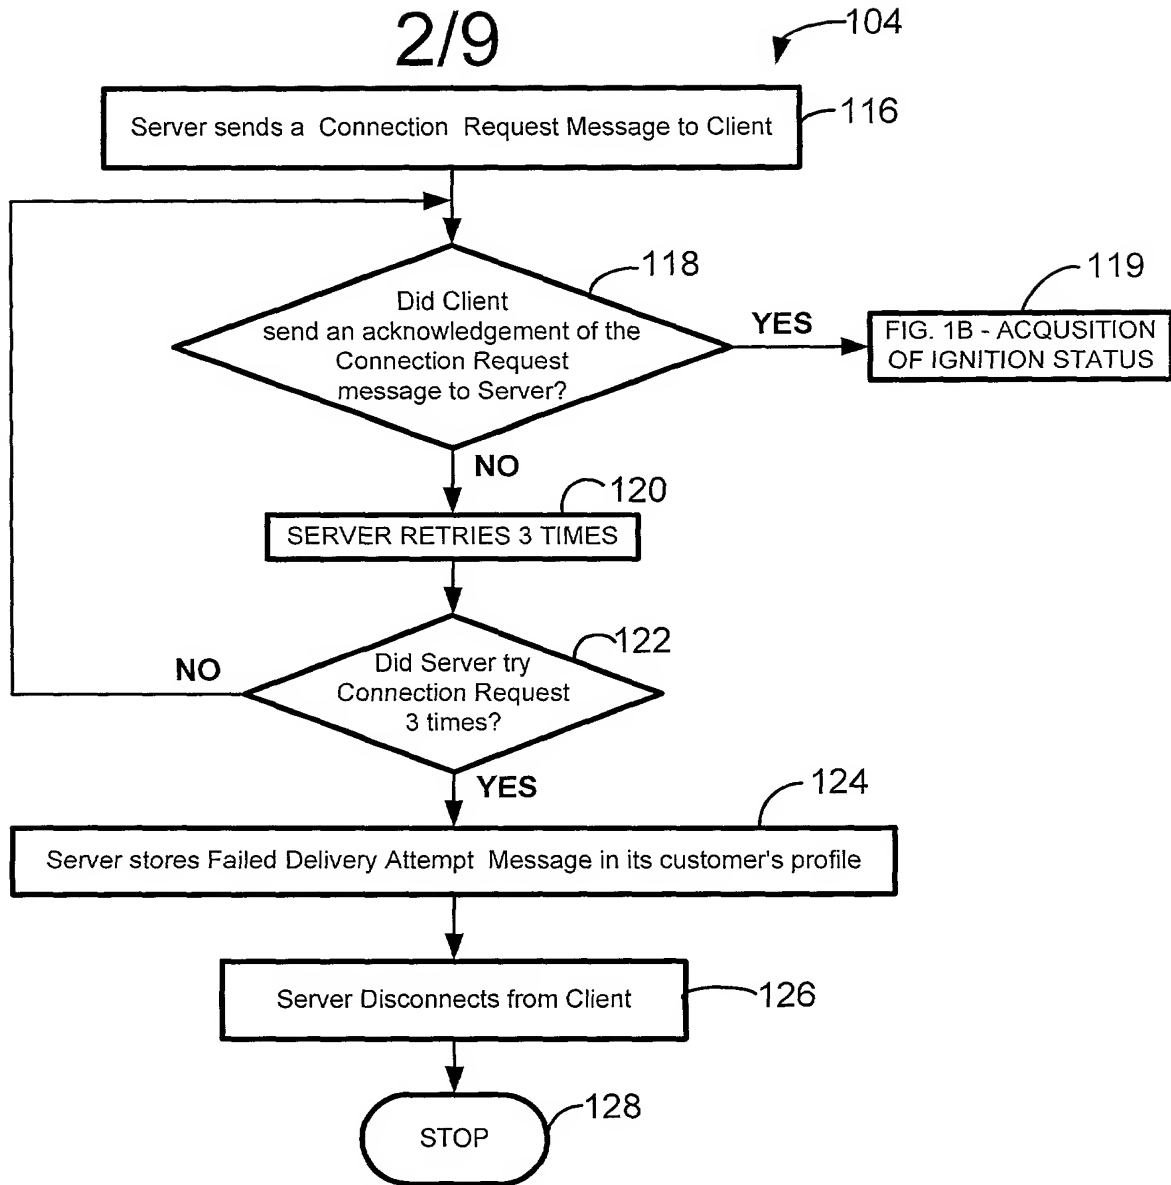 2/9
104
Server sends a Connection Request Message to Client
116
118
Did Client
send an acknowledgement of the
Connection Request
message to Server?
YES
119
FIG. 1B - ACQUSITION
OF IGNITION STATUS
NO
120
SERVER RETRIES 3 TIMES
122
Did Server try
Connection Request
3 times?
NO
YES
124
Server stores Failed Delivery Attempt Message in its customer's profile
Server Disconnects from Client
126
STOP
128